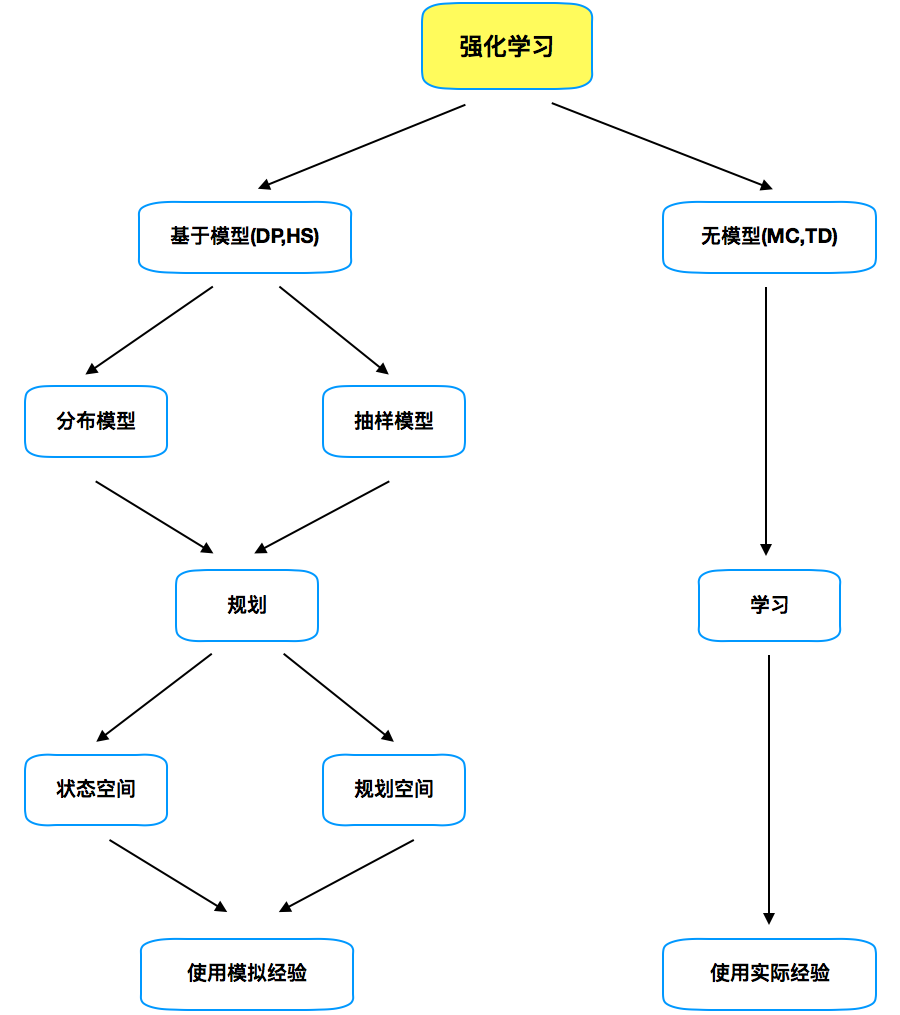 强化学习
基于模型(DP,HS)
无模型(MC,TD)
分布模型
抽样模型
规划
学习
状态空间
规划空间
使用模拟经验
使用实际经验